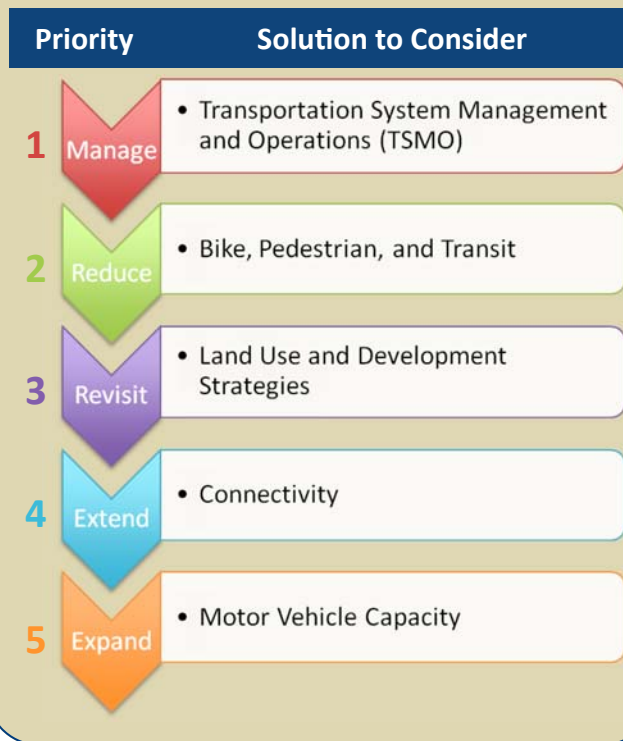 Priority Solution to Consider
1 Manage • Transportation System Management
and Operations (TSMO)
2 Reduce • Bike, Pedestrian, and Transit
3 Revisit • Land Use and Development
Strategies
4 Extend • Connectivity
5 Expand • Motor Vehicle Capacity